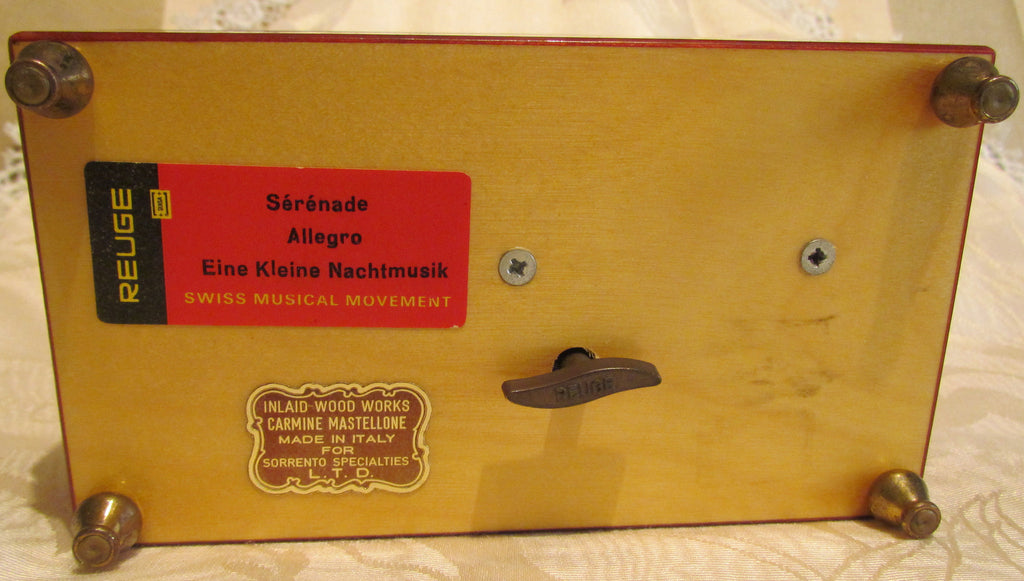 REUGE
Sérénade
Allegro
Eine Kleine Nachtmusik
SWISS MUSICAL MOVEMENT
REUGE
INLAID WOOD WORKS
CARMINE MASTELLONE
MADE IN ITALY
FOR
SORRENTO SPECIALTIES
L.T.D.